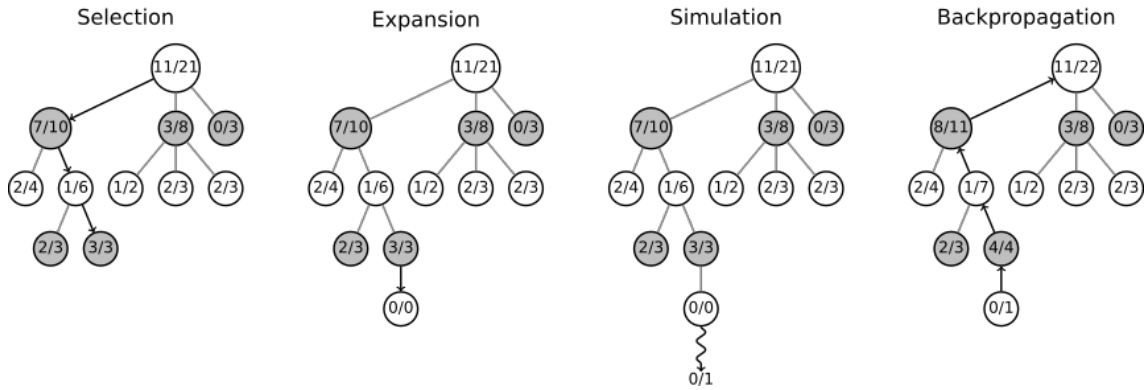 Selection Expansion Simulation Backpropagation
11/21 11/21 11/21 11/22
7/10 3/8 0/3 7/10 3/8 0/3 7/10 3/8 0/3 8/11 3/8 0/3
2/4 1/6 1/2 2/3 2/3 2/4 1/6 1/2 2/3 2/3 2/4 1/6 1/2 2/3 2/3 2/4 1/7 1/2 2/3 2/3
2/3 3/3 2/3 3/3 2/3 3/3 2/3 4/4
0/0 0/0 0/1
0/1